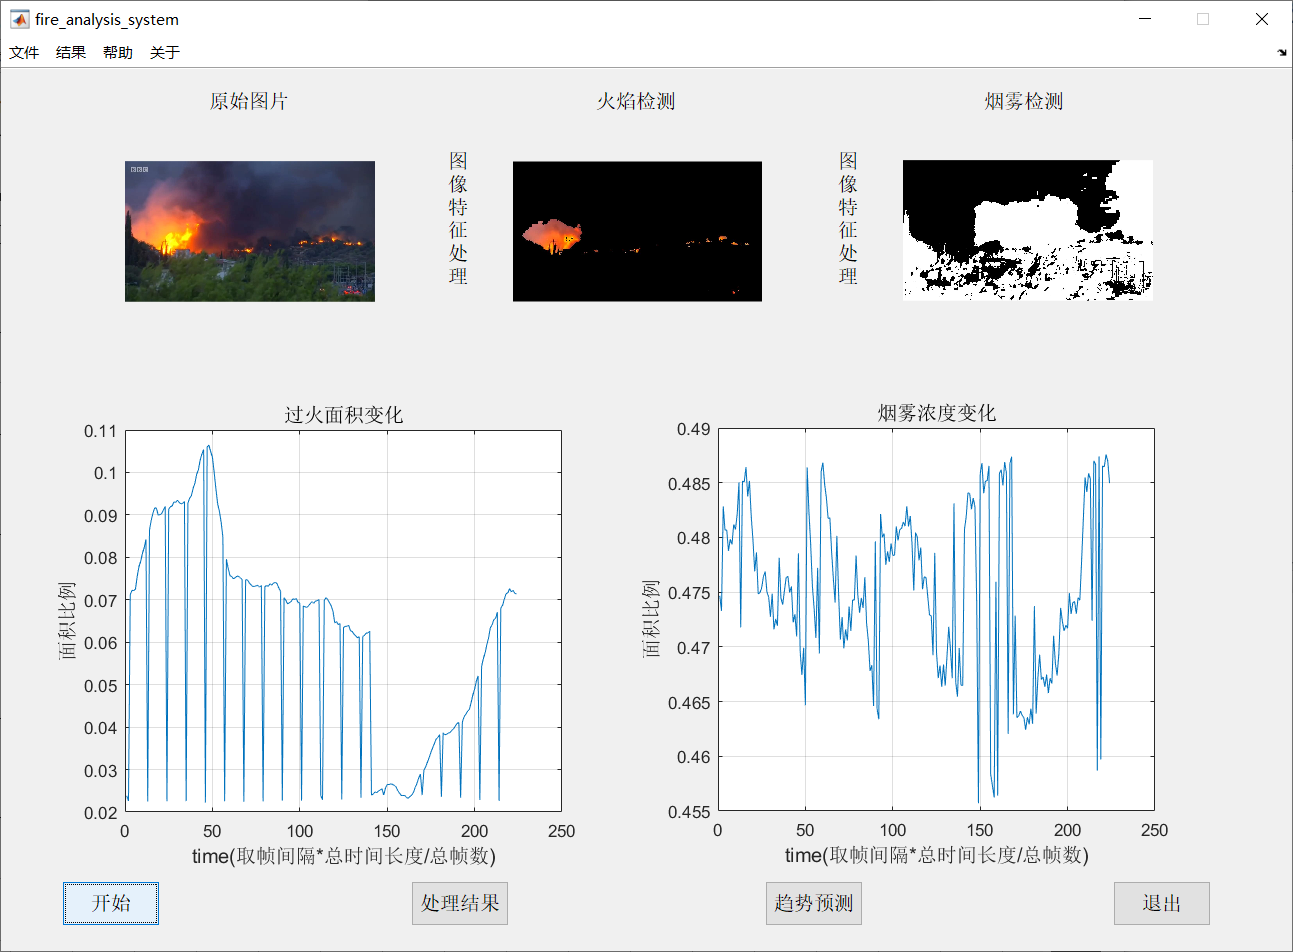 fire_analysis_system
文件 结果 帮助 关于
原始图片
火焰检测
烟雾检测
BBC
图像特征处理
图像特征处理
过火面积变化
0.11
0.1
0.09
0.08
0.07
0.06
0.05
0.04
0.03
0.02
面积比例
0 50 100 150 200 250
time(取帧间隔*总时间长度/总帧数)
烟雾浓度变化
0.49
0.485
0.48
0.475
0.47
0.465
0.46
0.455
面积比例
0 50 100 150 200 250
time(取帧间隔*总时间长度/总帧数)
开始
处理结果
趋势预测
退出